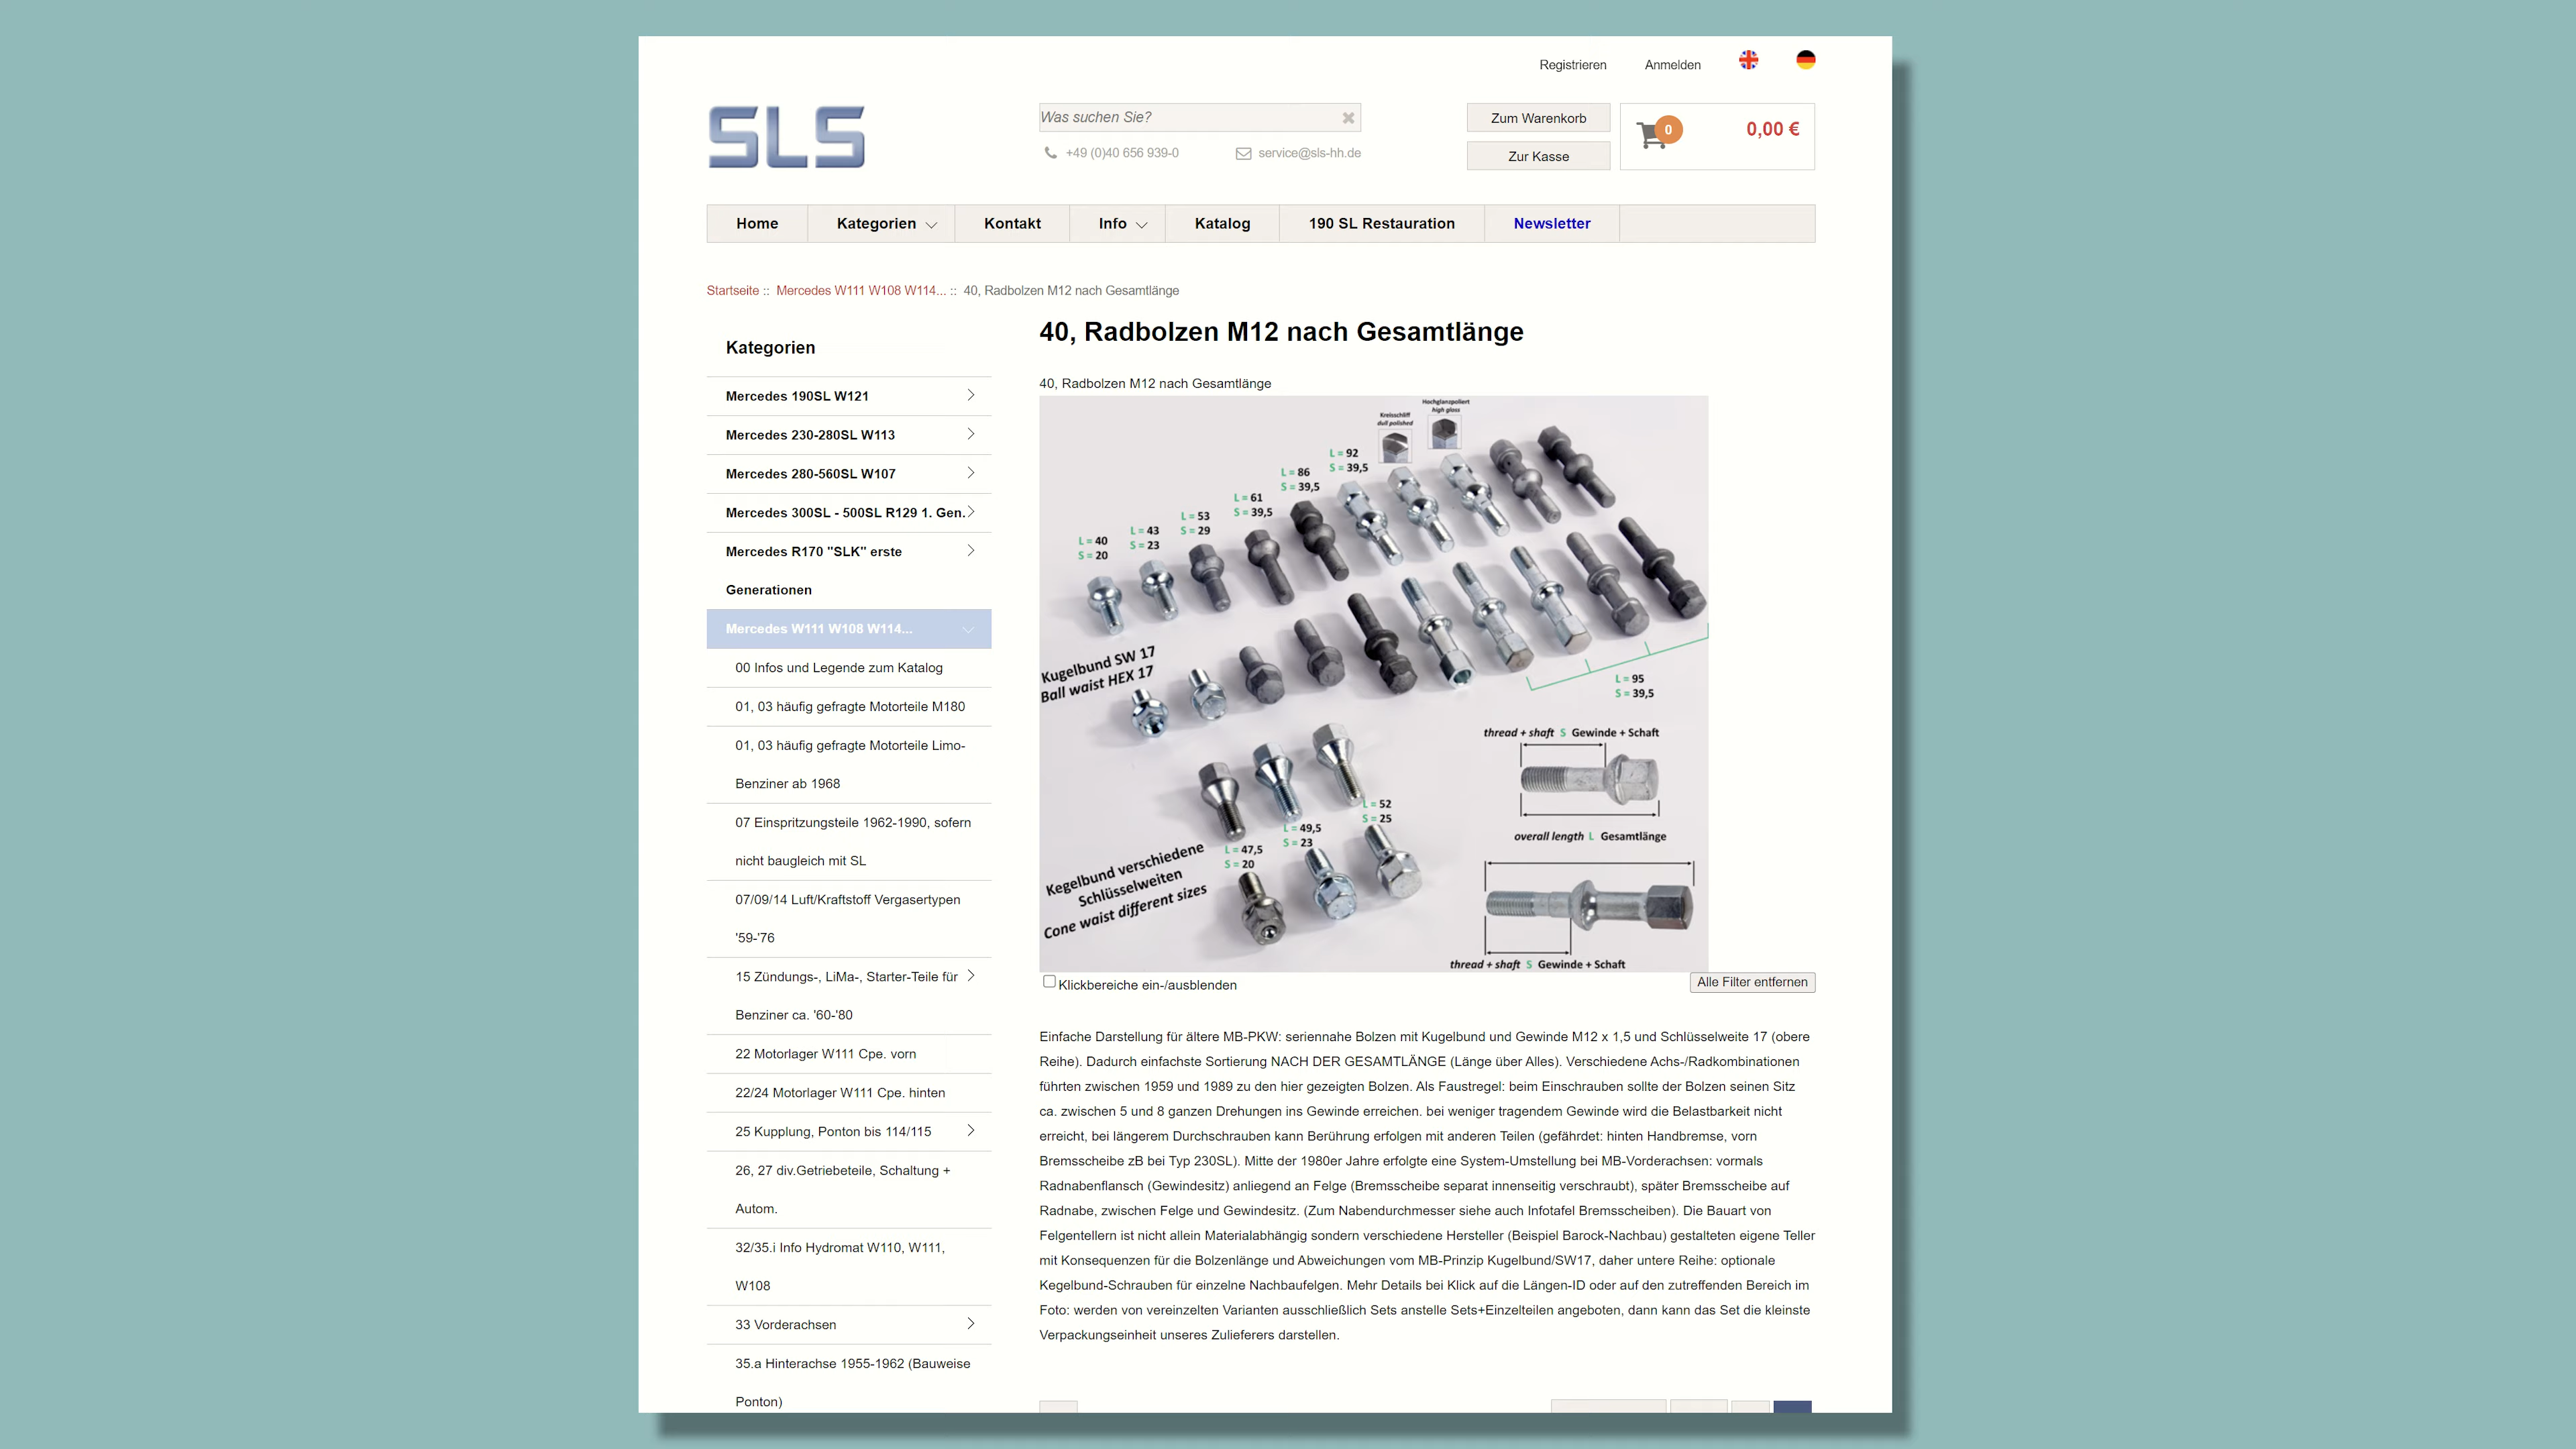 Registrieren Anmelden
SLS
Was suchen Sie?
Zum Warenkorb
0
0,00 €
+49 (0)40 656 939-0
service@sls-hh.de
Zur Kasse
Home Kategorien Kontakt Info Katalog 190 SL Restauration Newsletter
Startseite :: Mercedes W111 W108 W114... :: 40, Radbolzen M12 nach Gesamtlänge
Kategorien
Mercedes 190SL W121
Mercedes 230-280SL W113
Mercedes 280-560SL W107
Mercedes 300SL - 500SL R129 1. Gen.
Mercedes R170 "SLK" erste
Generationen
Mercedes W111 W108 W114...
00 Infos und Legende zum Katalog
01, 03 häufig gefragte Motorteile M180
01, 03 häufig gefragte Motorteile Limo-
Benziner ab 1968
07 Einspritzungsteile 1962-1990, sofern
nicht baugleich mit SL
07/09/14 Luft/Kraftstoff Vergasertypen
'59-'76
15 Zündungs-, LiMa-, Starter-Teile für
Benziner ca. '60-'80
22 Motorlager W111 Cpe. vorn
22/24 Motorlager W111 Cpe. hinten
25 Kupplung, Ponton bis 114/115
26, 27 div.Getriebeteile, Schaltung +
Autom.
32/35.i Info Hydromat W110, W111,
W108
33 Vorderachsen
35.a Hinterachse 1955-1962 (Bauweise
Ponton)
40, Radbolzen M12 nach Gesamtlänge
40, Radbolzen M12 nach Gesamtlänge
Kreisschliff
dull polished
Hochglanzpoliert
high gloss
L = 40
S = 20
L = 43
S = 23
L = 53
S = 29
L = 61
S = 39,5
L = 86
S = 39,5
L = 92
S = 39,5
Kugelbund SW 17
Ball waist HEX 17
L = 95
S = 39,5
L = 52
S = 25
L = 49,5
S = 23
L = 47,5
S = 20
Kegelbund verschiedene
Schlüsselweiten
Cone waist different sizes
thread + shaft S Gewinde + Schaft
overall length L Gesamtlänge
thread + shaft S Gewinde + Schaft
Klickbereiche ein-/ausblenden
Alle Filter entfernen
Einfache Darstellung für ältere MB-PKW: seriennahe Bolzen mit Kugelbund und Gewinde M12 x 1,5 und Schlüsselweite 17 (obere
Reihe). Dadurch einfachste Sortierung NACH DER GESAMTLÄNGE (Länge über Alles). Verschiedene Achs-/Radkombinationen
führten zwischen 1959 und 1989 zu den hier gezeigten Bolzen. Als Faustregel: beim Einschrauben sollte der Bolzen seinen Sitz
ca. zwischen 5 und 8 ganzen Drehungen ins Gewinde erreichen. bei weniger tragendem Gewinde wird die Belastbarkeit nicht
erreicht, bei längerem Durchschrauben kann Berührung erfolgen mit anderen Teilen (gefährdet: hinten Handbremse, vorn
Bremsscheibe zB bei Typ 230SL). Mitte der 1980er Jahre erfolgte eine System-Umstellung bei MB-Vorderachsen: vormals
Radnabenflansch (Gewindesitz) anliegend an Felge (Bremsscheibe separat innenseitig verschraubt), später Bremsscheibe auf
Radnabe, zwischen Felge und Gewindesitz. (Zum Nabendurchmesser siehe auch Infotafel Bremsscheiben). Die Bauart von
Felgentellern ist nicht allein Materialabhängig sondern verschiedene Hersteller (Beispiel Barock-Nachbau) gestalteten eigene Teller
mit Konsequenzen für die Bolzenlänge und Abweichungen vom MB-Prinzip Kugelbund/SW17, daher untere Reihe: optionale
Kegelbund-Schrauben für einzelne Nachbaufelgen. Mehr Details bei Klick auf die Längen-ID oder auf den zutreffenden Bereich im
Foto: werden von vereinzelten Varianten ausschließlich Sets anstelle Sets+Einzelteilen angeboten, dann kann das Set die kleinste
Verpackungseinheit unseres Zulieferers darstellen.